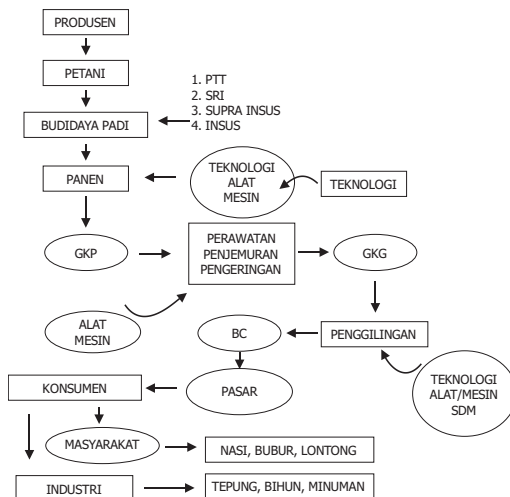 PRODUSEN
PETANI
1. PTT
2. SRI
3. SUPRA INSUS
4. INSUS
BUDIDAYA PADI
PANEN
TEKNOLOGI
ALAT
MESIN
TEKNOLOGI
GKP
PERAWATAN
PENJEMURAN
PENGERINGAN
GKG
ALAT
MESIN
BC
PENGGILINGAN
KONSUMEN
PASAR
TEKNOLOGI
ALAT/MESIN
SDM
MASYARAKAT
NASI, BUBUR, LONTONG
INDUSTRI
TEPUNG, BIHUN, MINUMAN